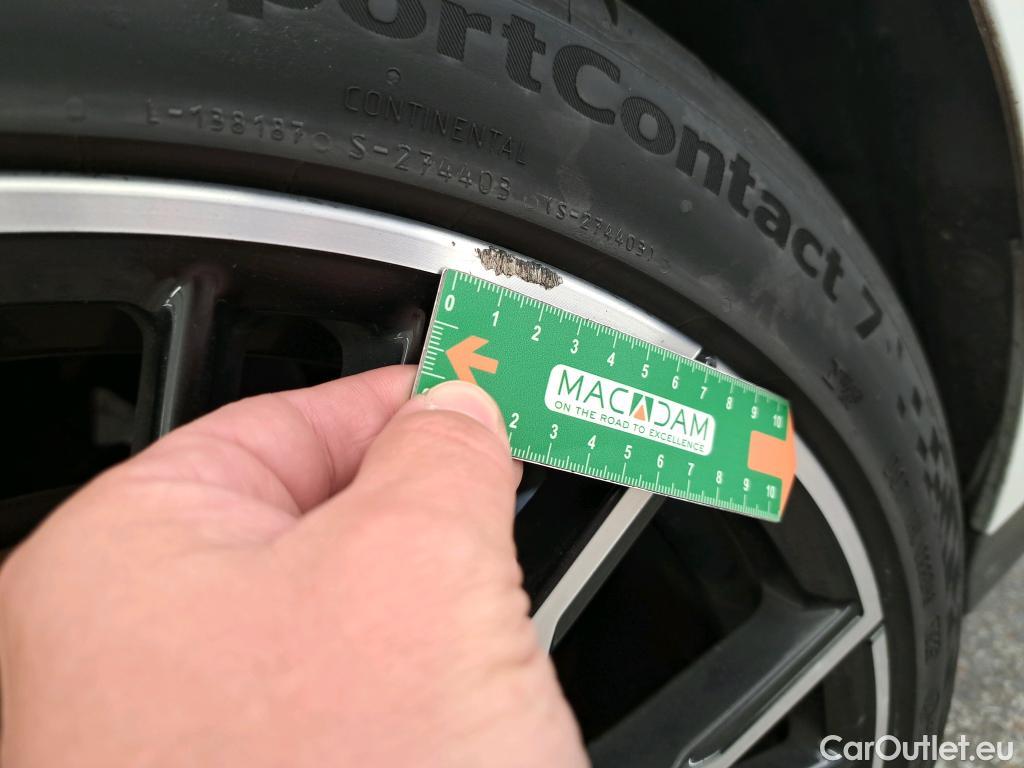 portContact 7
CONTINENTAL
L-138187 S-274403 (S-274403)
0 1 2 3 4 5 6 7 8 9 10
MACADAM
ON THE ROAD TO EXCELLENCE
2 3 4 5 6 7 8 9 10
CarOutlet.eu